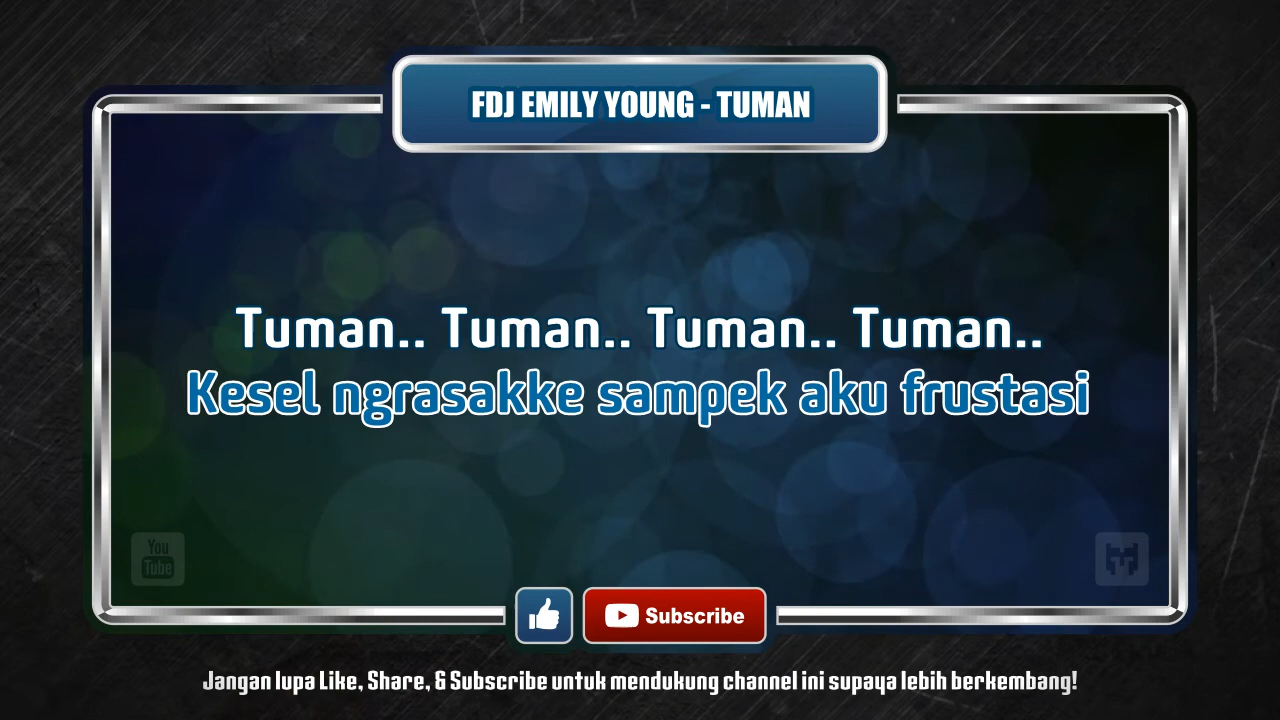 FDJ EMILY YOUNG - TUMAN
Tuman.. Tuman.. Tuman.. Tuman..
Kesel ngrasakke sampek aku frustasi
You
Tube
Subscribe
Jangan lupa Like, Share, & Subscribe untuk mendukung channel ini supaya lebih berkembang!